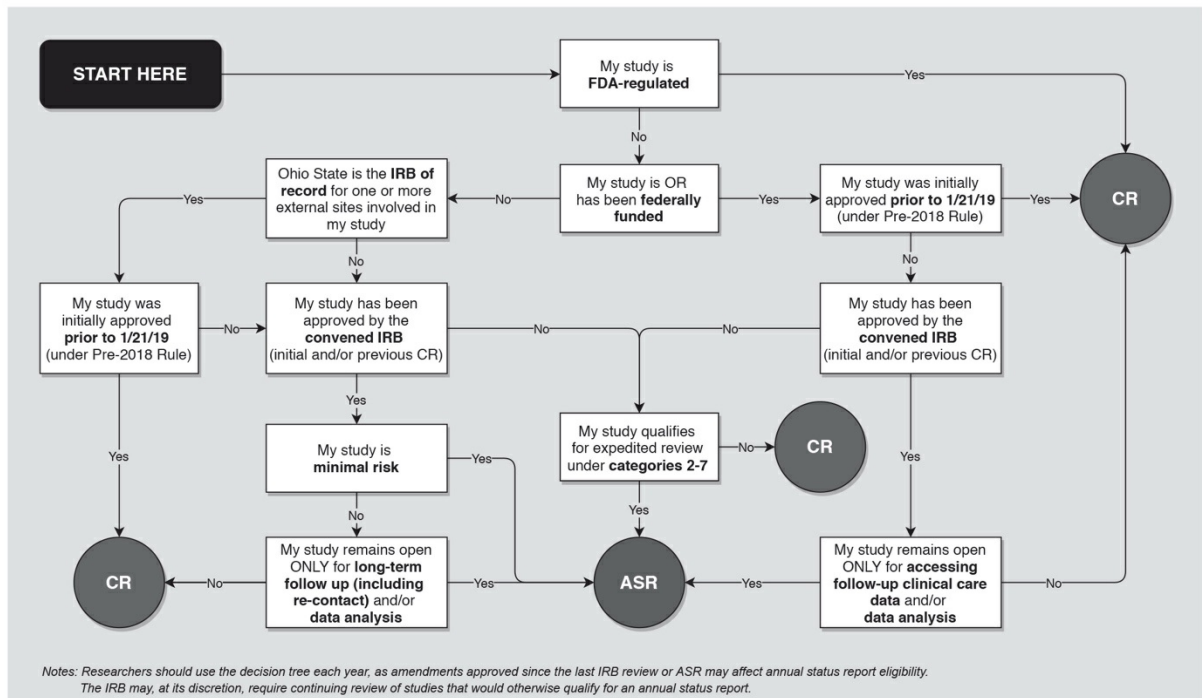 START HERE
My study is
FDA-regulated
Yes
No
Ohio State is the IRB of
record for one or more
external sites involved in
my study
No
My study is OR
has been federally
funded
Yes
My study was initially
approved prior to 1/21/19
(under Pre-2018 Rule)
Yes
CR
Yes
No
No
My study was
initially approved
prior to 1/21/19
(under Pre-2018 Rule)
No
My study has been
approved by the
convened IRB
(initial and/or previous CR)
No
No
My study has been
approved by the
convened IRB
(initial and/or previous CR)
Yes
Yes
Yes
My study is
minimal risk
Yes
My study qualifies
for expedited review
under categories 2-7
No
CR
No
Yes
CR
No
My study remains open
ONLY for long-term
follow up (including
re-contact) and/or
data analysis
Yes
ASR
Yes
My study remains open
ONLY for accessing
follow-up clinical care
data and/or
data analysis
No
Notes: Researchers should use the decision tree each year, as amendments approved since the last IRB review or ASR may affect annual status report eligibility.
The IRB may, at its discretion, require continuing review of studies that would otherwise qualify for an annual status report.